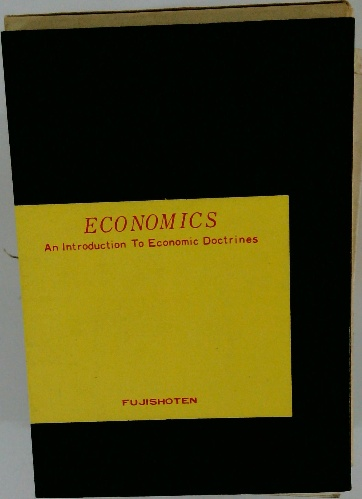 ECONOMICS
An Introduction To Economic Doctrines
FUJISHOTEN